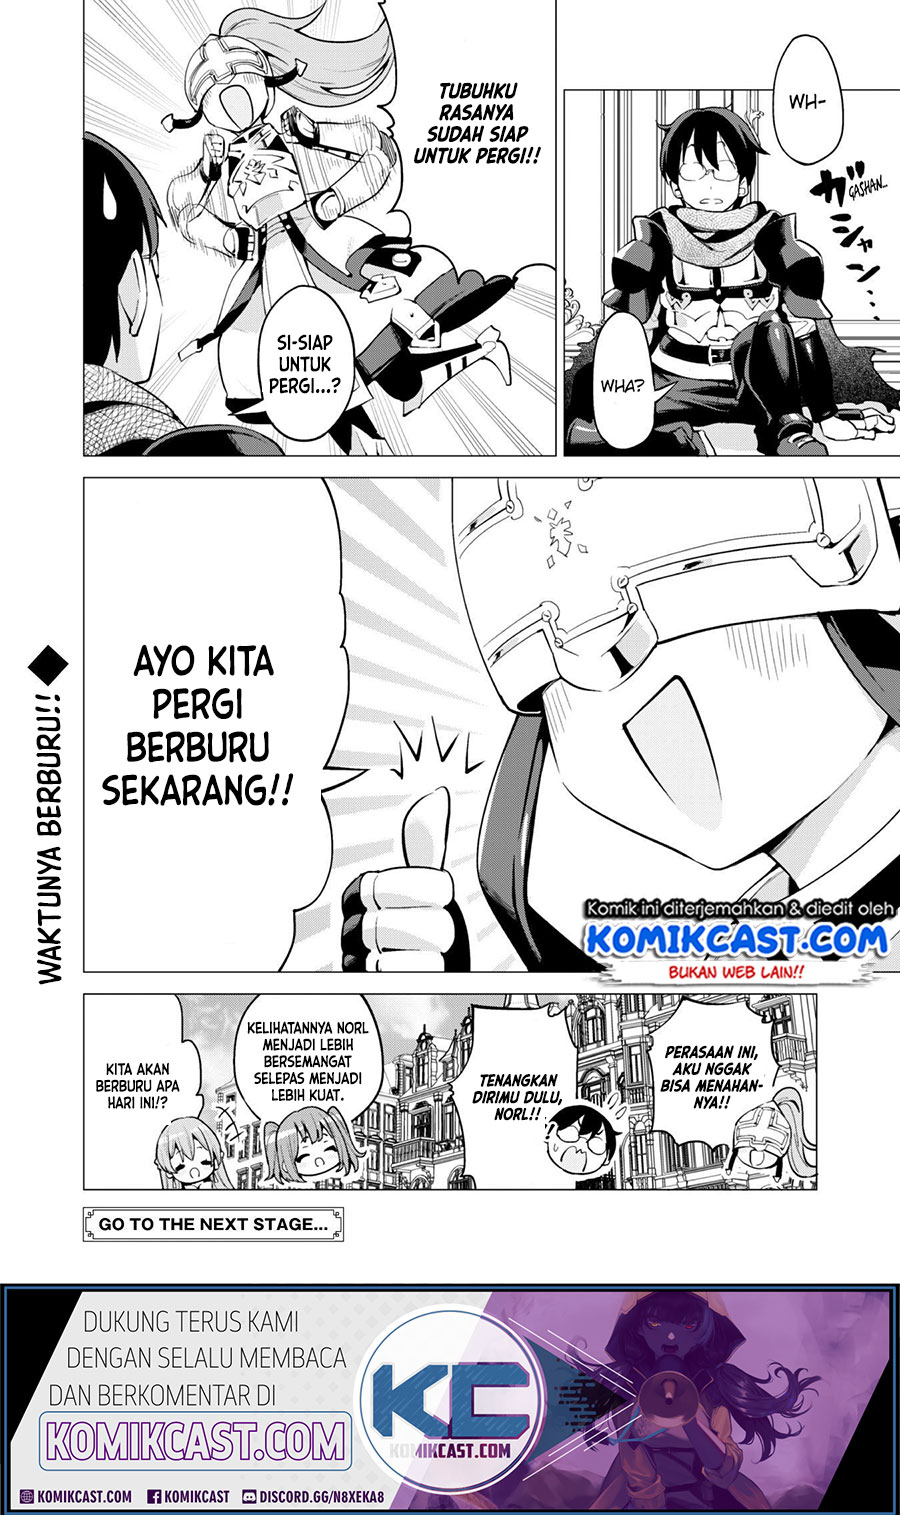 WH-
ガシャン...
GASHAN...
WHA?
TUBUHKU
RASANYA
SUDAH SIAP
UNTUK PERGI!!
SI-SIAP
UNTUK
PERGI...?
AYO KITA
PERGI
BERBURU
SEKARANG!!
WAKTUNYA BERBURU!!
Komik ini diterjemahkan & diedit oleh
KOMIKCAST.COM
BUKAN WEB LAIN!!
PERASAAN INI,
AKU NGGAK
BISA MENAHAN-
NYA!!
TENANGKAN
DIRIMU DULU,
NORL!!
KELIHATANNYA NORL
MENJADI LEBIH
BERSEMANGAT
SELEPAS MENJADI
LEBIH KUAT.
KITA AKAN
BERBURU APA
HARI INI!?
GO TO THE NEXT STAGE...
DUKUNG TERUS KAMI
DENGAN SELALU MEMBACA
DAN BERKOMENTAR DI
KOMIKCAST.COM
KC
KOMIKCAST.COM
KOMIKCAST.COM
KOMIKCAST
DISCORD.GG/N8XEKA8